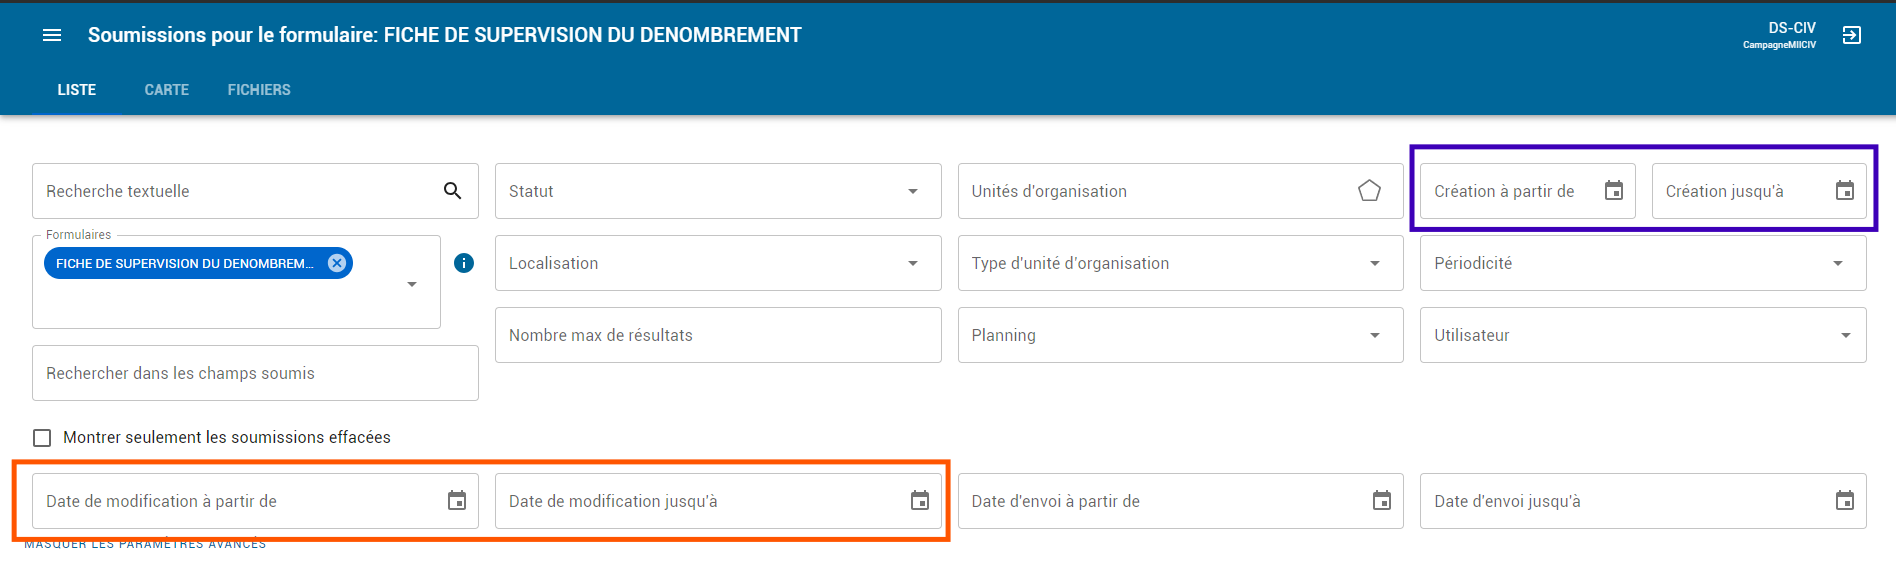 Soumissions pour le formulaire: FICHE DE SUPERVISION DU DENOMBREMENT
DS-CIV
CampagneMIICIV
LISTE CARTE FICHIERS
Recherche textuelle Statut Unités d'organisation Création à partir de Création jusqu'à
Formulaires
FICHE DE SUPERVISION DU DENOMBREM... Localisation Type d'unité d'organisation Périodicité
Nombre max de résultats Planning Utilisateur
Rechercher dans les champs soumis
Montrer seulement les soumissions effacées
Date de modification à partir de Date de modification jusqu'à Date d'envoi à partir de Date d'envoi jusqu'à
MASQUER LES PARAMÈTRES AVANCÉS